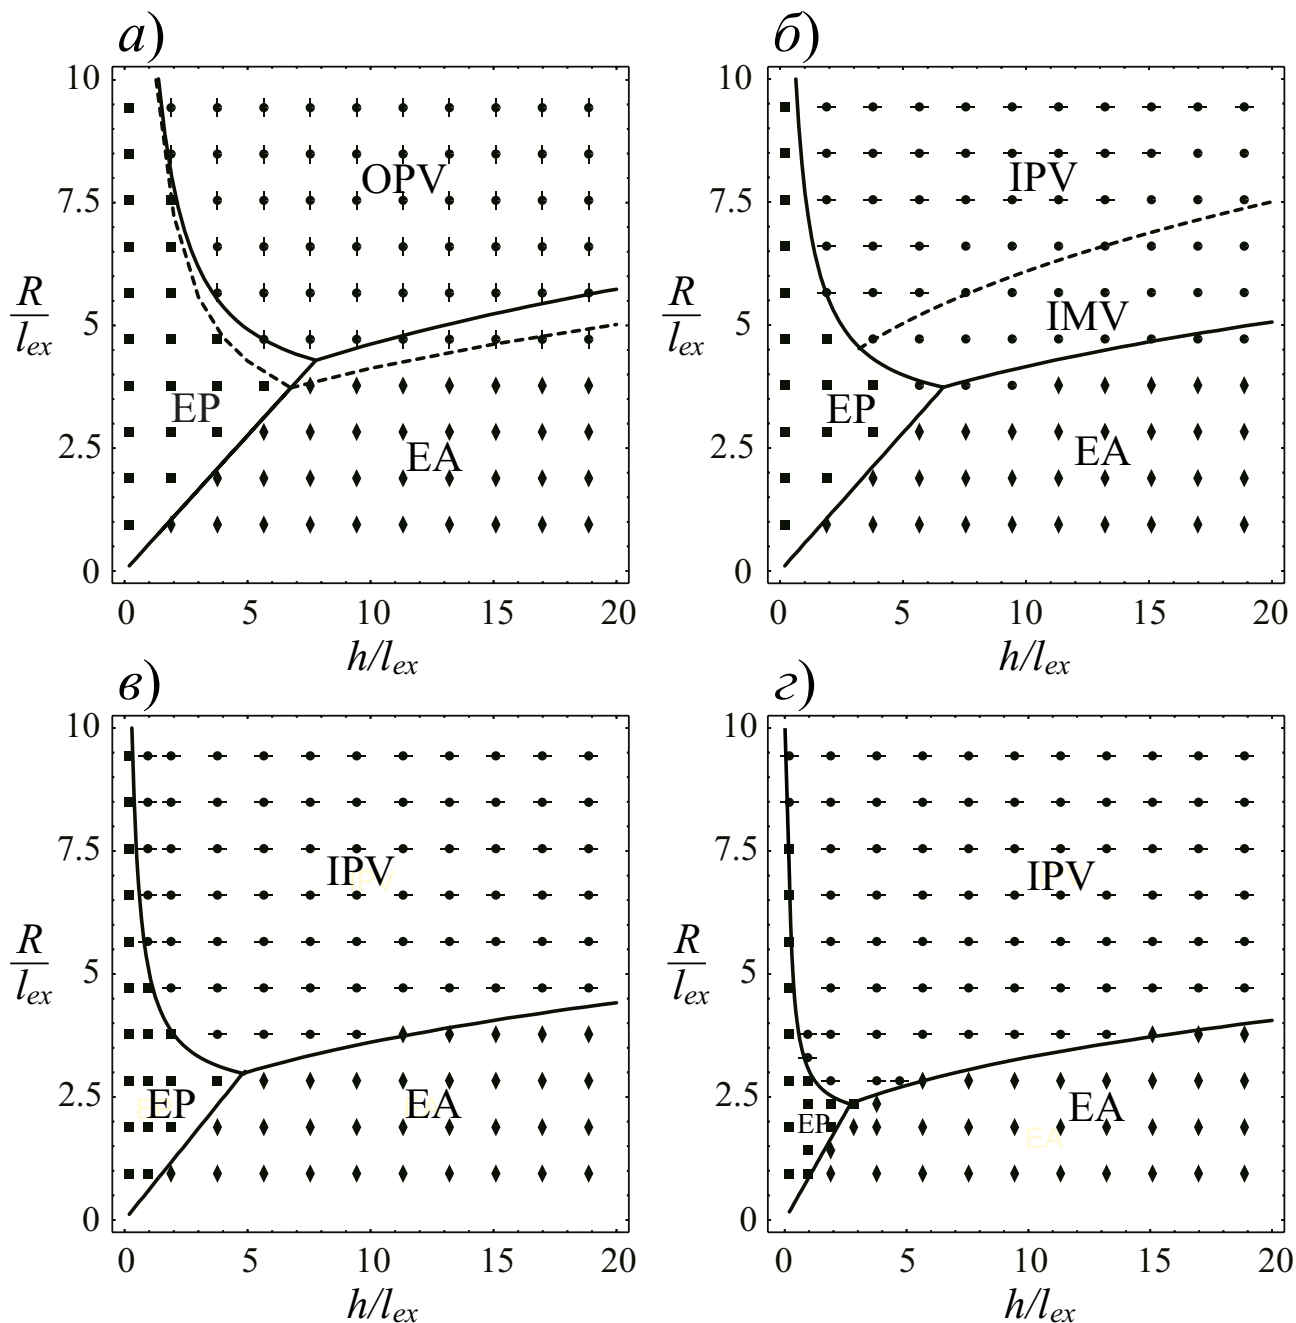 а) б)
10 10
OPV IPV
7.5 7.5
R/l_ex R/l_ex
5 5
IMV
EP EP
2.5 EA 2.5 EA
0 0
0 5 10 15 20 0 5 10 15 20
h/l_ex h/l_ex
в) г)
10 10
7.5 IPV 7.5 IPV
R/l_ex R/l_ex
5 5
2.5 EP EA 2.5 EP EA
EA
0 0
0 5 10 15 20 0 5 10 15 20
h/l_ex h/l_ex